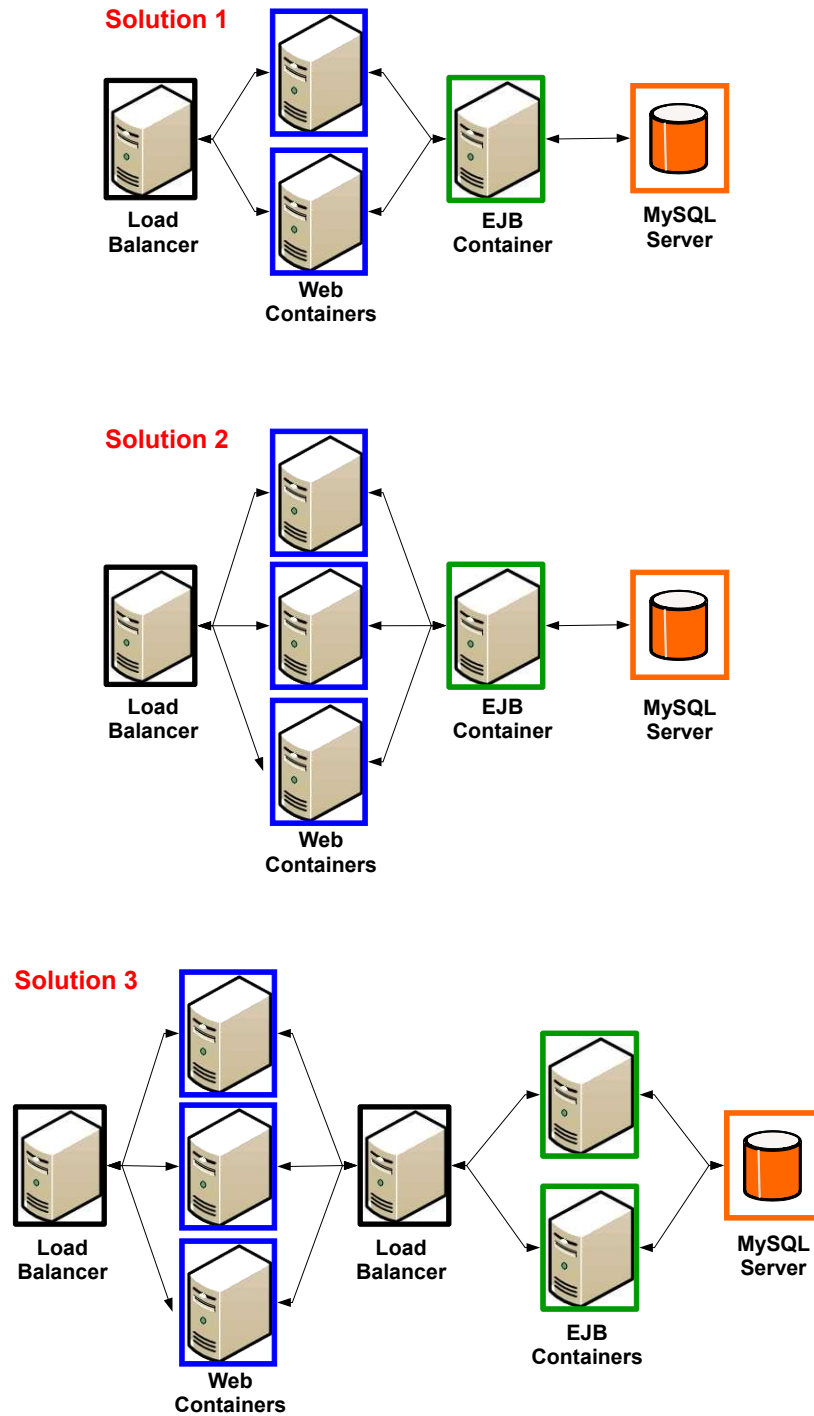 Solution 1
Load
Balancer
Web
Containers
EJB
Container
MySQL
Server
Solution 2
Load
Balancer
Web
Containers
EJB
Container
MySQL
Server
Solution 3
Load
Balancer
Web
Containers
Load
Balancer
EJB
Containers
MySQL
Server